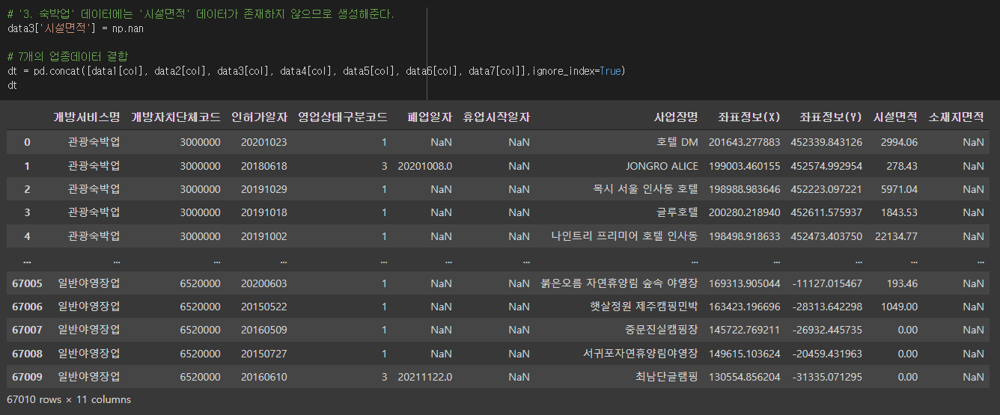 # '3. 숙박업' 데이터에는 '시설면적' 데이터가 존재하지 않으므로 생성해준다.
data3['시설면적'] = np.nan
# 7개의 업종데이터 결합
dt = pd.concat([data1[col], data2[col], data3[col], data4[col], data5[col], data6[col], data7[col]],ignore_index=True)
dt
개방서비스명 개방자치단체코드 인허가일자 영업상태구분코드 폐업일자 휴업시작일자 사업장명 좌표정보(X) 좌표정보(Y) 시설면적 소재지면적
0 관광숙박업 3000000 20201023 1 NaN NaN 호텔 DM 201643.277883 452339.843126 2994.06 NaN
1 관광숙박업 3000000 20180618 3 20201008.0 NaN JONGRO ALICE 199003.460155 452574.992954 278.43 NaN
2 관광숙박업 3000000 20191029 1 NaN NaN 목시 서울 인사동 호텔 198988.983646 452223.097221 5971.04 NaN
3 관광숙박업 3000000 20191018 1 NaN NaN 글루호텔 200280.218940 452611.575937 1843.53 NaN
4 관광숙박업 3000000 20191002 1 NaN NaN 나인트리 프리미어 호텔 인사동 198498.918633 452473.403750 22134.77 NaN
... ... ... ... ... ... ... ... ... ... ... ...
67005 일반야영장업 6520000 20200603 1 NaN NaN 붉은오름 자연휴양림 숲속 야영장 169313.905044 -11127.015467 193.46 NaN
67006 일반야영장업 6520000 20150522 1 NaN NaN 햇살정원 제주캠핑민박 163423.196696 -28313.642298 1049.00 NaN
67007 일반야영장업 6520000 20160509 1 NaN NaN 중문진실캠핑장 145722.769211 -26932.445735 0.00 NaN
67008 일반야영장업 6520000 20150727 1 NaN NaN 서귀포자연휴양림야영장 149615.103624 -20459.431963 0.00 NaN
67009 일반야영장업 6520000 20160610 3 20211122.0 NaN 최남단글램핑 130554.856204 -31335.071295 0.00 NaN
67010 rows × 11 columns